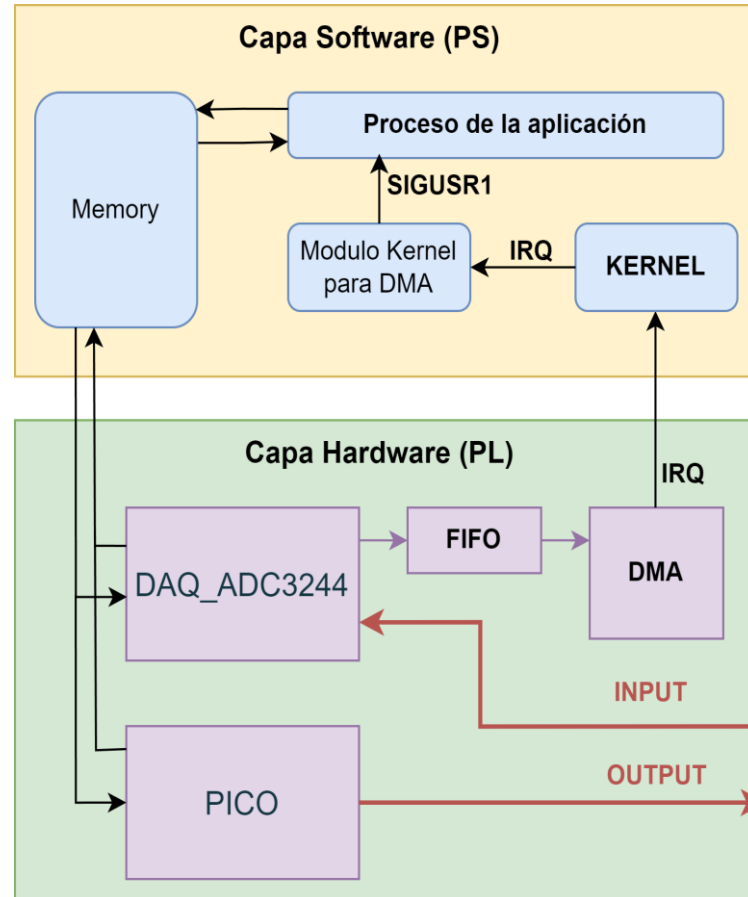 Capa Software (PS)
Proceso de la aplicación
Memory
SIGUSR1
Modulo Kernel
para DMA
IRQ
KERNEL
Capa Hardware (PL)
IRQ
DAQ_ADC3244
FIFO
DMA
INPUT
OUTPUT
PICO